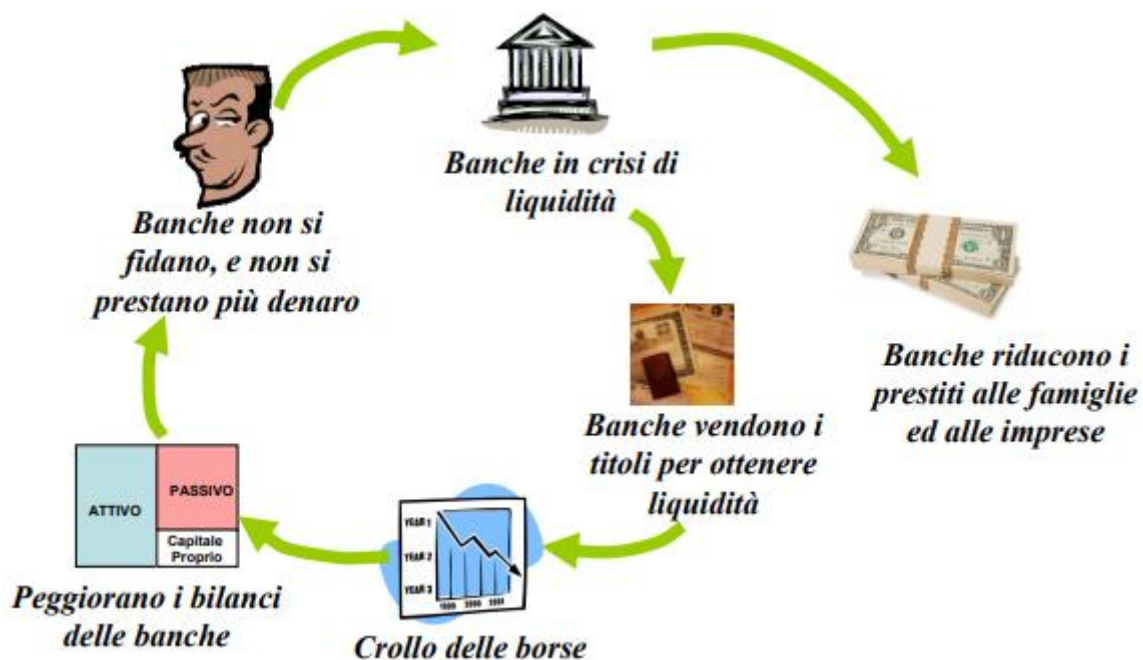 Banche in crisi di
liquidità
Banche non si
fidano, e non si
prestano più denaro
Banche riducono i
prestiti alle famiglie
ed alle imprese
Banche vendono i
titoli per ottenere
liquidità
ATTIVO
PASSIVO
Capitale
Proprio
Peggiorano i bilanci
delle banche
YEAR 1
YEAR 2
YEAR 3
Crollo delle borse